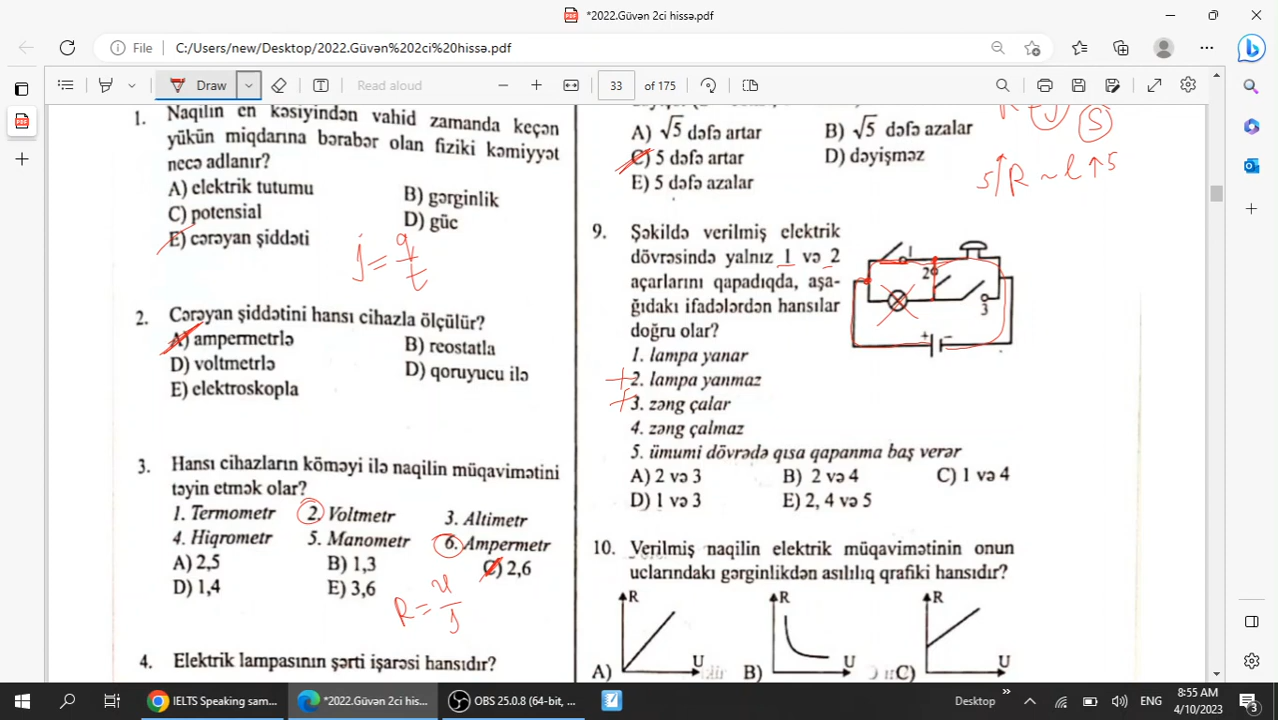 *2022.Güvən 2ci hissə.pdf
File
C:/Users/new/Desktop/2022.Güvən%202ci%20hissə.pdf
Draw
Read aloud
33 of 175
1. Naqilin en kəsiyindən vahid zamanda keçən
yükün miqdarına bərabər olan fiziki kəmiyyət
necə adlanır?
A) elektrik tutumu
B) gərginlik
C) potensial
D) güc
E) cərəyan şiddəti
j = q/t
2. Cərəyan şiddətini hansı cihazla ölçülür?
A) ampermetrlə
B) reostatla
D) voltmetrlə
D) qoruyucu ilə
E) elektroskopla
3. Hansı cihazların köməyi ilə naqilin müqavimətini
təyin etmək olar?
1. Termometr 2. Voltmetr 3. Altimetr
4. Hiqrometr 5. Manometr 6. Ampermetr
A) 2,5 B) 1,3 C) 2,6
D) 1,4 E) 3,6
R = u/j
4. Elektrik lampasının şərti işarəsi hansıdır?
A) √5 dəfə artar B) √5 dəfə azalar
C) 5 dəfə artar D) dəyişməz
E) 5 dəfə azalar
S
5↑R ~ l↑5
9. Şəkildə verilmiş elektrik
dövrəsində yalnız 1 və 2
açarlarını qapadıqda, aşa-
ğıdakı ifadələrdən hansılar
doğru olar?
1
2
3
+ −
1. lampa yanar
+2. lampa yanmaz
+3. zəng çalar
4. zəng çalmaz
5. ümumi dövrədə qısa qapanma baş verər
A) 2 və 3 B) 2 və 4 C) 1 və 4
D) 1 və 3 E) 2, 4 və 5
10. Verilmiş naqilin elektrik müqavimətinin onun
uclarındakı gərginlikdən asılılıq qrafiki hansıdır?
R R R
U U U
A) B) C)
IELTS Speaking sam...
*2022.Güvən 2ci his...
OBS 25.0.8 (64-bit, ...
Desktop
ENG
8:55 AM
4/10/2023
3